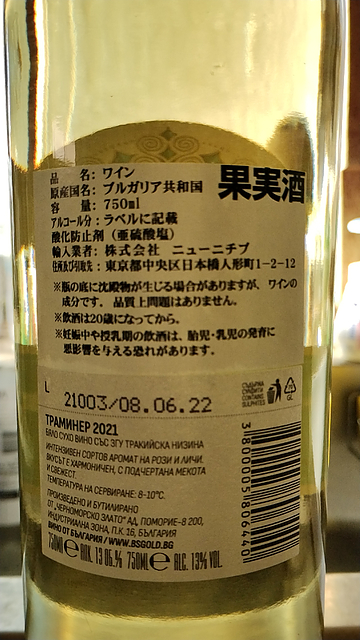 品　名：ワイン
原産国名：ブルガリア共和国
果実酒
容　量：750ml
アルコール分：ラベルに記載
酸化防止剤（亜硫酸塩）
輸入業者：株式会社　ニューニチブ
住所及び引取先：東京都中央区日本橋人形町1-2-12
※瓶の底に沈殿物が生じる場合がありますが、ワインの
成分です。品質上問題はありません。
※飲酒は20歳になってから。
※妊娠中や授乳期の飲酒は、胎児・乳児の発育に
悪影響を与える恐れがあります。
L 21003/08.06.22
СЪДЪРЖА
СУЛФИТИ
CONTAINS
SULPHITES
GL
ТРАМИНЕР 2021
БЯЛО СУХО ВИНО СЪС ЗГУ ТРАКИЙСКА НИЗИНА
ИНТЕНЗИВЕН СОРТОВ АРОМАТ НА РОЗИ И ЛИЧИ.
ВКУСЪТ Е ХАРМОНИЧЕН, С ПОДЧЕРТАНА МЕКОТА
И СВЕЖЕСТ.
ТЕМПЕРАТУРА НА СЕРВИРАНЕ: 8-10°C.
ПРОИЗВЕДЕНО И БУТИЛИРАНО
ОТ „ЧЕРНОМОРСКО ЗЛАТО" АД, ПОМОРИЕ-8 200,
ИНДУСТРИАЛНА ЗОНА, П.К. 16, БЪЛГАРИЯ
ВИНО ОТ БЪЛГАРИЯ / WWW.BSGOLD.BG
750МЛ e АЛК. 13 ОБ.% 750ML e ALC. 13% VOL.
3800005806440